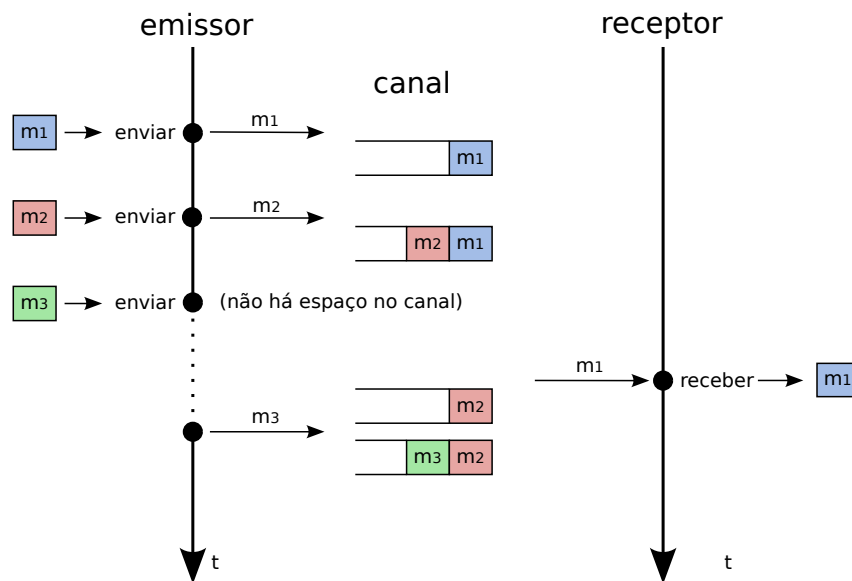 emissor
receptor
canal
m1
enviar
m1
m1
m2
enviar
m2
m2 m1
m3
enviar
(não há espaço no canal)
m1
receber
m1
m2
m3
m3 m2
t
t